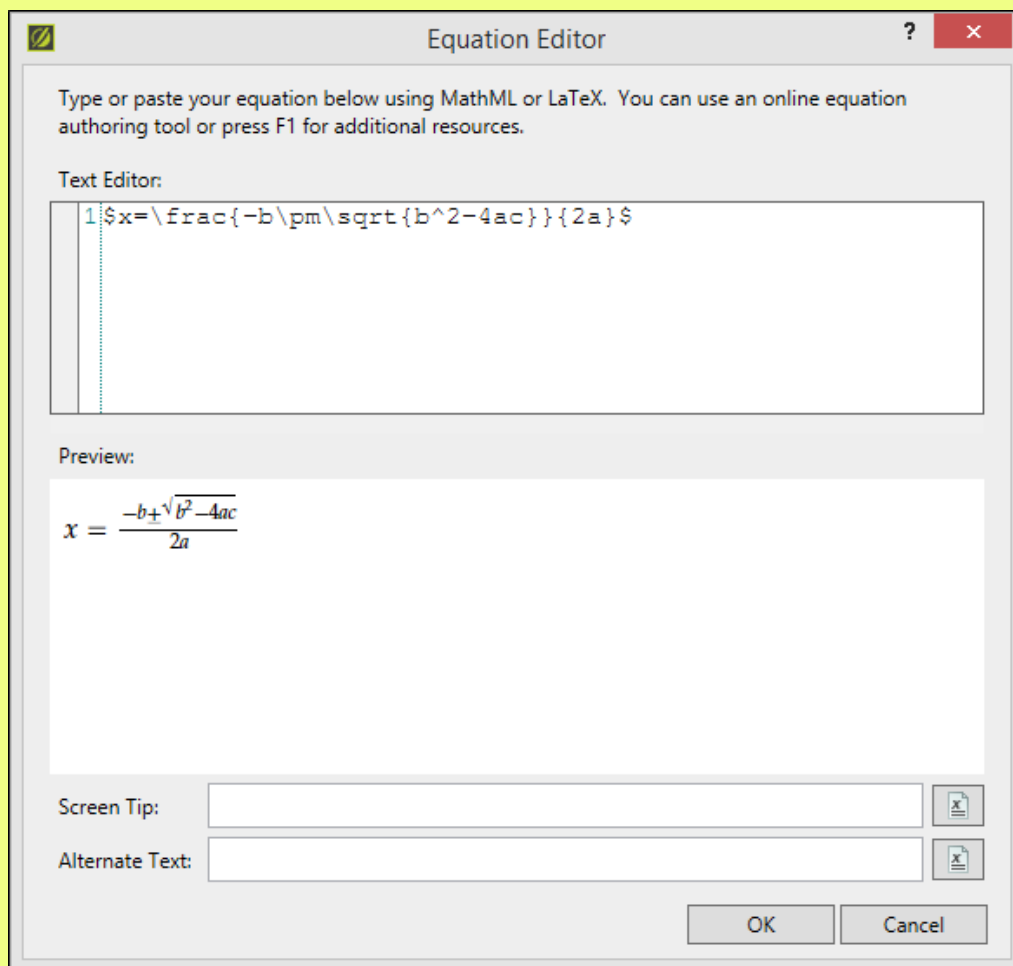 Equation Editor ? ×
Type or paste your equation below using MathML or LaTeX. You can use an online equation
authoring tool or press F1 for additional resources.
Text Editor:
1 $x=\frac{-b\pm\sqrt{b^2-4ac}}{2a}$
Preview:
x = (-b±√(b²-4ac))/2a
Screen Tip:
Alternate Text:
OK Cancel